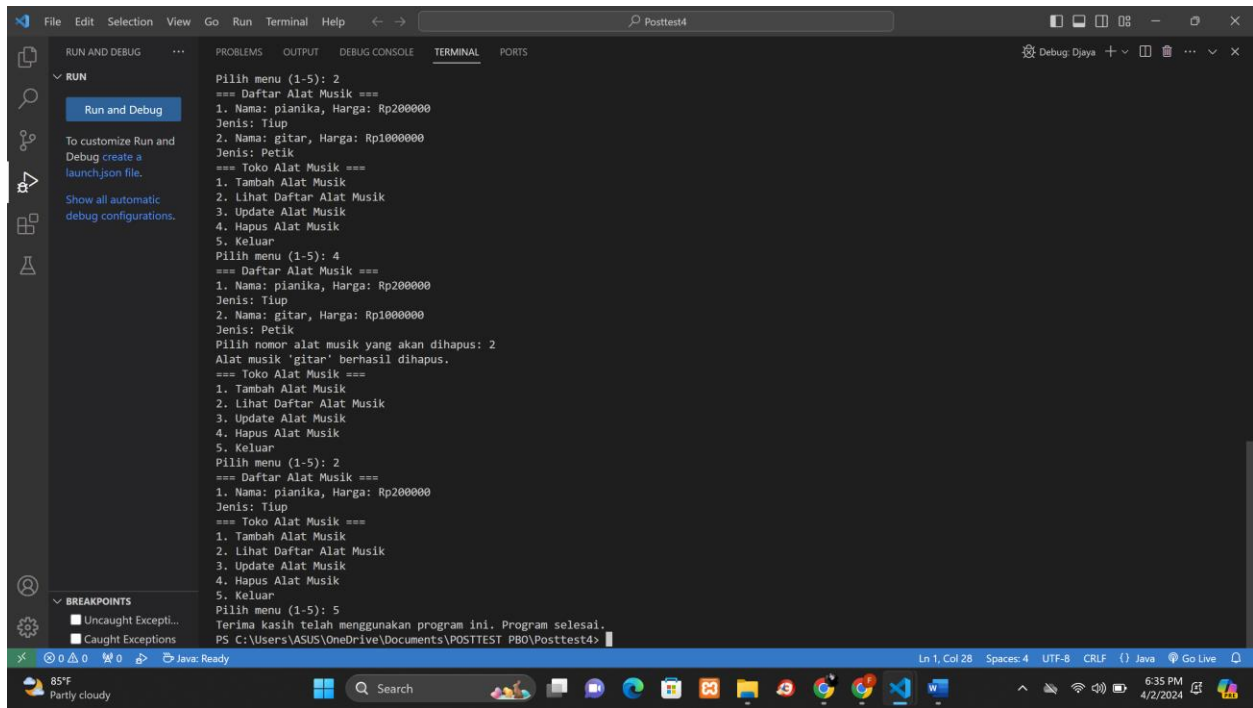 File Edit Selection View Go Run Terminal Help
Posttest4
RUN AND DEBUG
RUN
Run and Debug
To customize Run and
Debug create a
launch.json file.
Show all automatic
debug configurations.
BREAKPOINTS
Uncaught Excepti...
Caught Exceptions
PROBLEMS OUTPUT DEBUG CONSOLE TERMINAL PORTS
Debug: Djaya
Pilih menu (1-5): 2
=== Daftar Alat Musik ===
1. Nama: pianika, Harga: Rp200000
Jenis: Tiup
2. Nama: gitar, Harga: Rp1000000
Jenis: Petik
=== Toko Alat Musik ===
1. Tambah Alat Musik
2. Lihat Daftar Alat Musik
3. Update Alat Musik
4. Hapus Alat Musik
5. Keluar
Pilih menu (1-5): 4
=== Daftar Alat Musik ===
1. Nama: pianika, Harga: Rp200000
Jenis: Tiup
2. Nama: gitar, Harga: Rp1000000
Jenis: Petik
Pilih nomor alat musik yang akan dihapus: 2
Alat musik 'gitar' berhasil dihapus.
=== Toko Alat Musik ===
1. Tambah Alat Musik
2. Lihat Daftar Alat Musik
3. Update Alat Musik
4. Hapus Alat Musik
5. Keluar
Pilih menu (1-5): 2
=== Daftar Alat Musik ===
1. Nama: pianika, Harga: Rp200000
Jenis: Tiup
=== Toko Alat Musik ===
1. Tambah Alat Musik
2. Lihat Daftar Alat Musik
3. Update Alat Musik
4. Hapus Alat Musik
5. Keluar
Pilih menu (1-5): 5
Terima kasih telah menggunakan program ini. Program selesai.
PS C:\Users\ASUS\OneDrive\Documents\POSTTEST PBO\Posttest4>
0 0 0 Java: Ready
Ln 1, Col 28 Spaces: 4 UTF-8 CRLF {} Java Go Live
85°F
Partly cloudy
Search
6:35 PM
4/2/2024